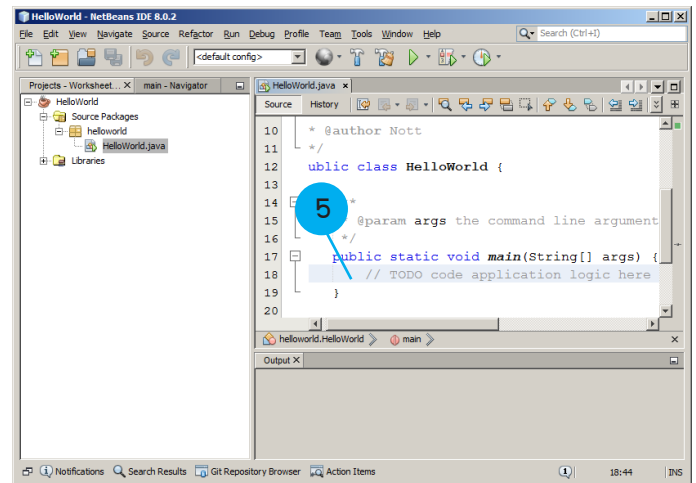 HelloWorld - NetBeans IDE 8.0.2
File Edit View Navigate Source Refactor Run Debug Profile Team Tools Window Help
Search (Ctrl+I)
<default config>
Projects - Worksheet... X main - Navigator
HelloWorld
Source Packages
helloworld
HelloWorld.java
Libraries
HelloWorld.java x
Source History
10 * @author Nott
11 */
12 ublic class HelloWorld {
13
14 *
15 @param args the command line argument
16 */
17 public static void main(String[] args) {
18 // TODO code application logic here
19 }
20
5
helloworld.HelloWorld main
Output X
Notifications Search Results Git Repository Browser Action Items
1 18:44 INS